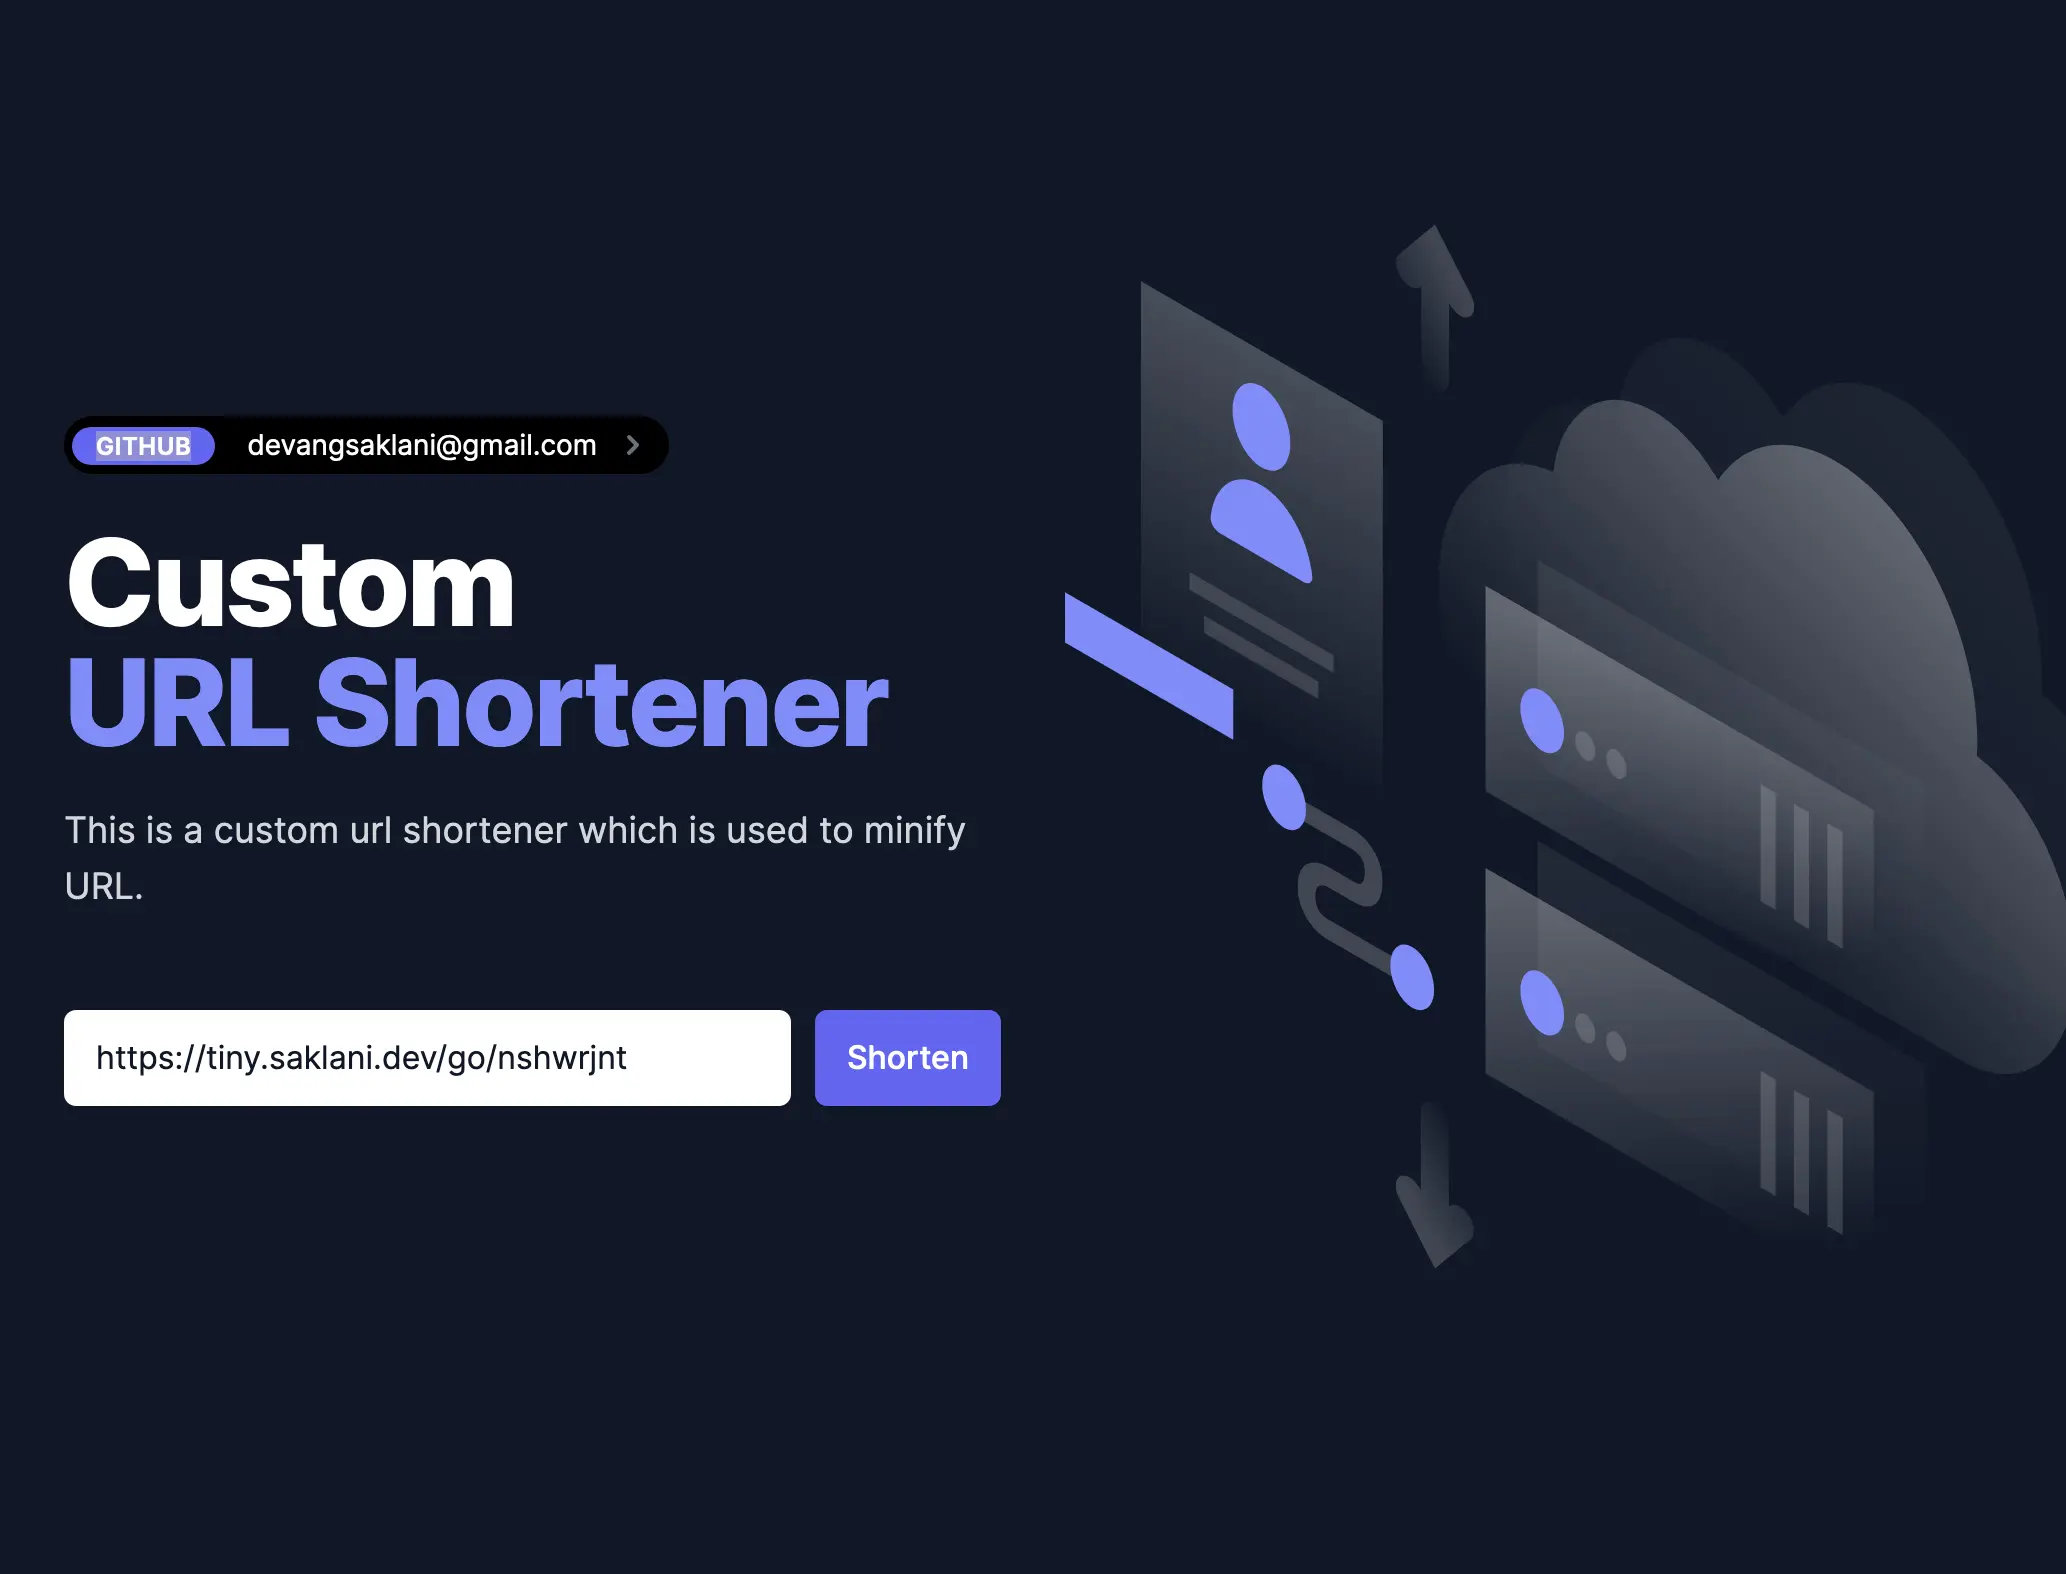 GITHUB devangsaklani@gmail.com
Custom
URL Shortener
This is a custom url shortener which is used to minify
URL.
https://tiny.saklani.dev/go/nshwrjnt Shorten